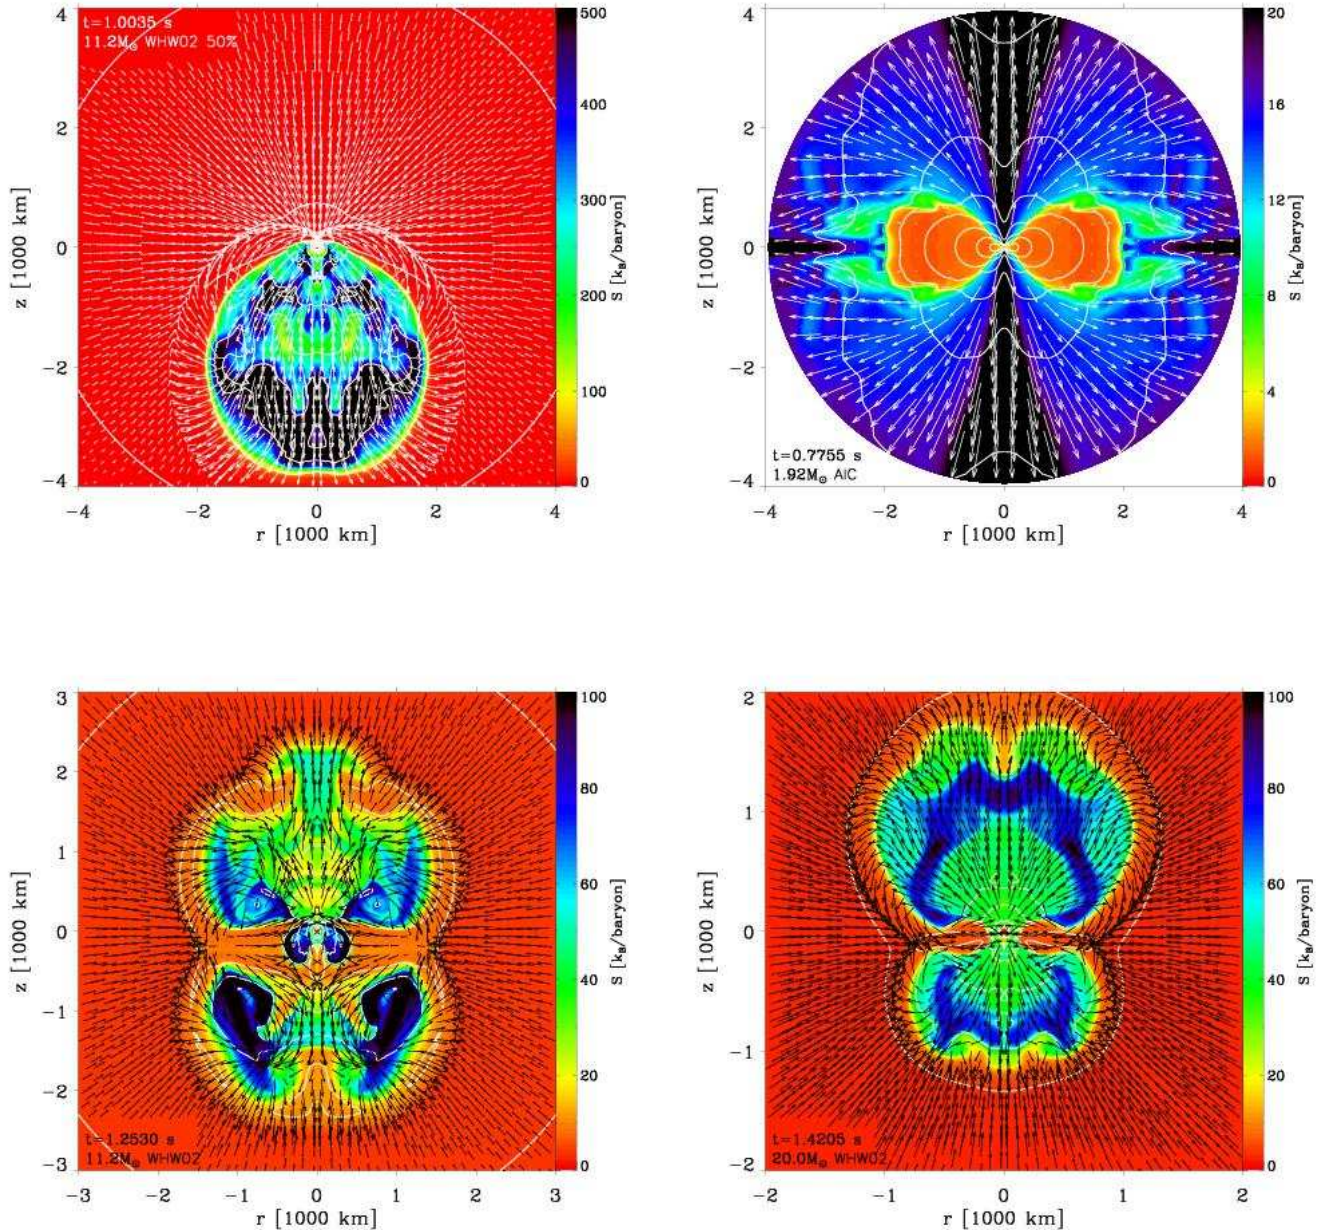 t=1.0035 s
11.2M☉ WHW02 50%
4
2
0
−2
−4
z [1000 km]
−4 −2 0 2 4
r [1000 km]
500
400
300
200
100
0
S [k_B/baryon]
4
2
0
−2
−4
z [1000 km]
t=0.7755 s
1.92M☉ AIC
−4 −2 0 2 4
r [1000 km]
20
16
12
8
4
0
S [k_B/baryon]
3
2
1
0
−1
−2
−3
z [1000 km]
t=1.2530 s
11.2M☉ WHW02
−3 −2 −1 0 1 2 3
r [1000 km]
100
80
60
40
20
0
S [k_B/baryon]
2
1
0
−1
−2
z [1000 km]
t=1.4205 s
20.0M☉ WHW02
−2 −1 0 1 2
r [1000 km]
100
80
60
40
20
0
S [k_B/baryon]